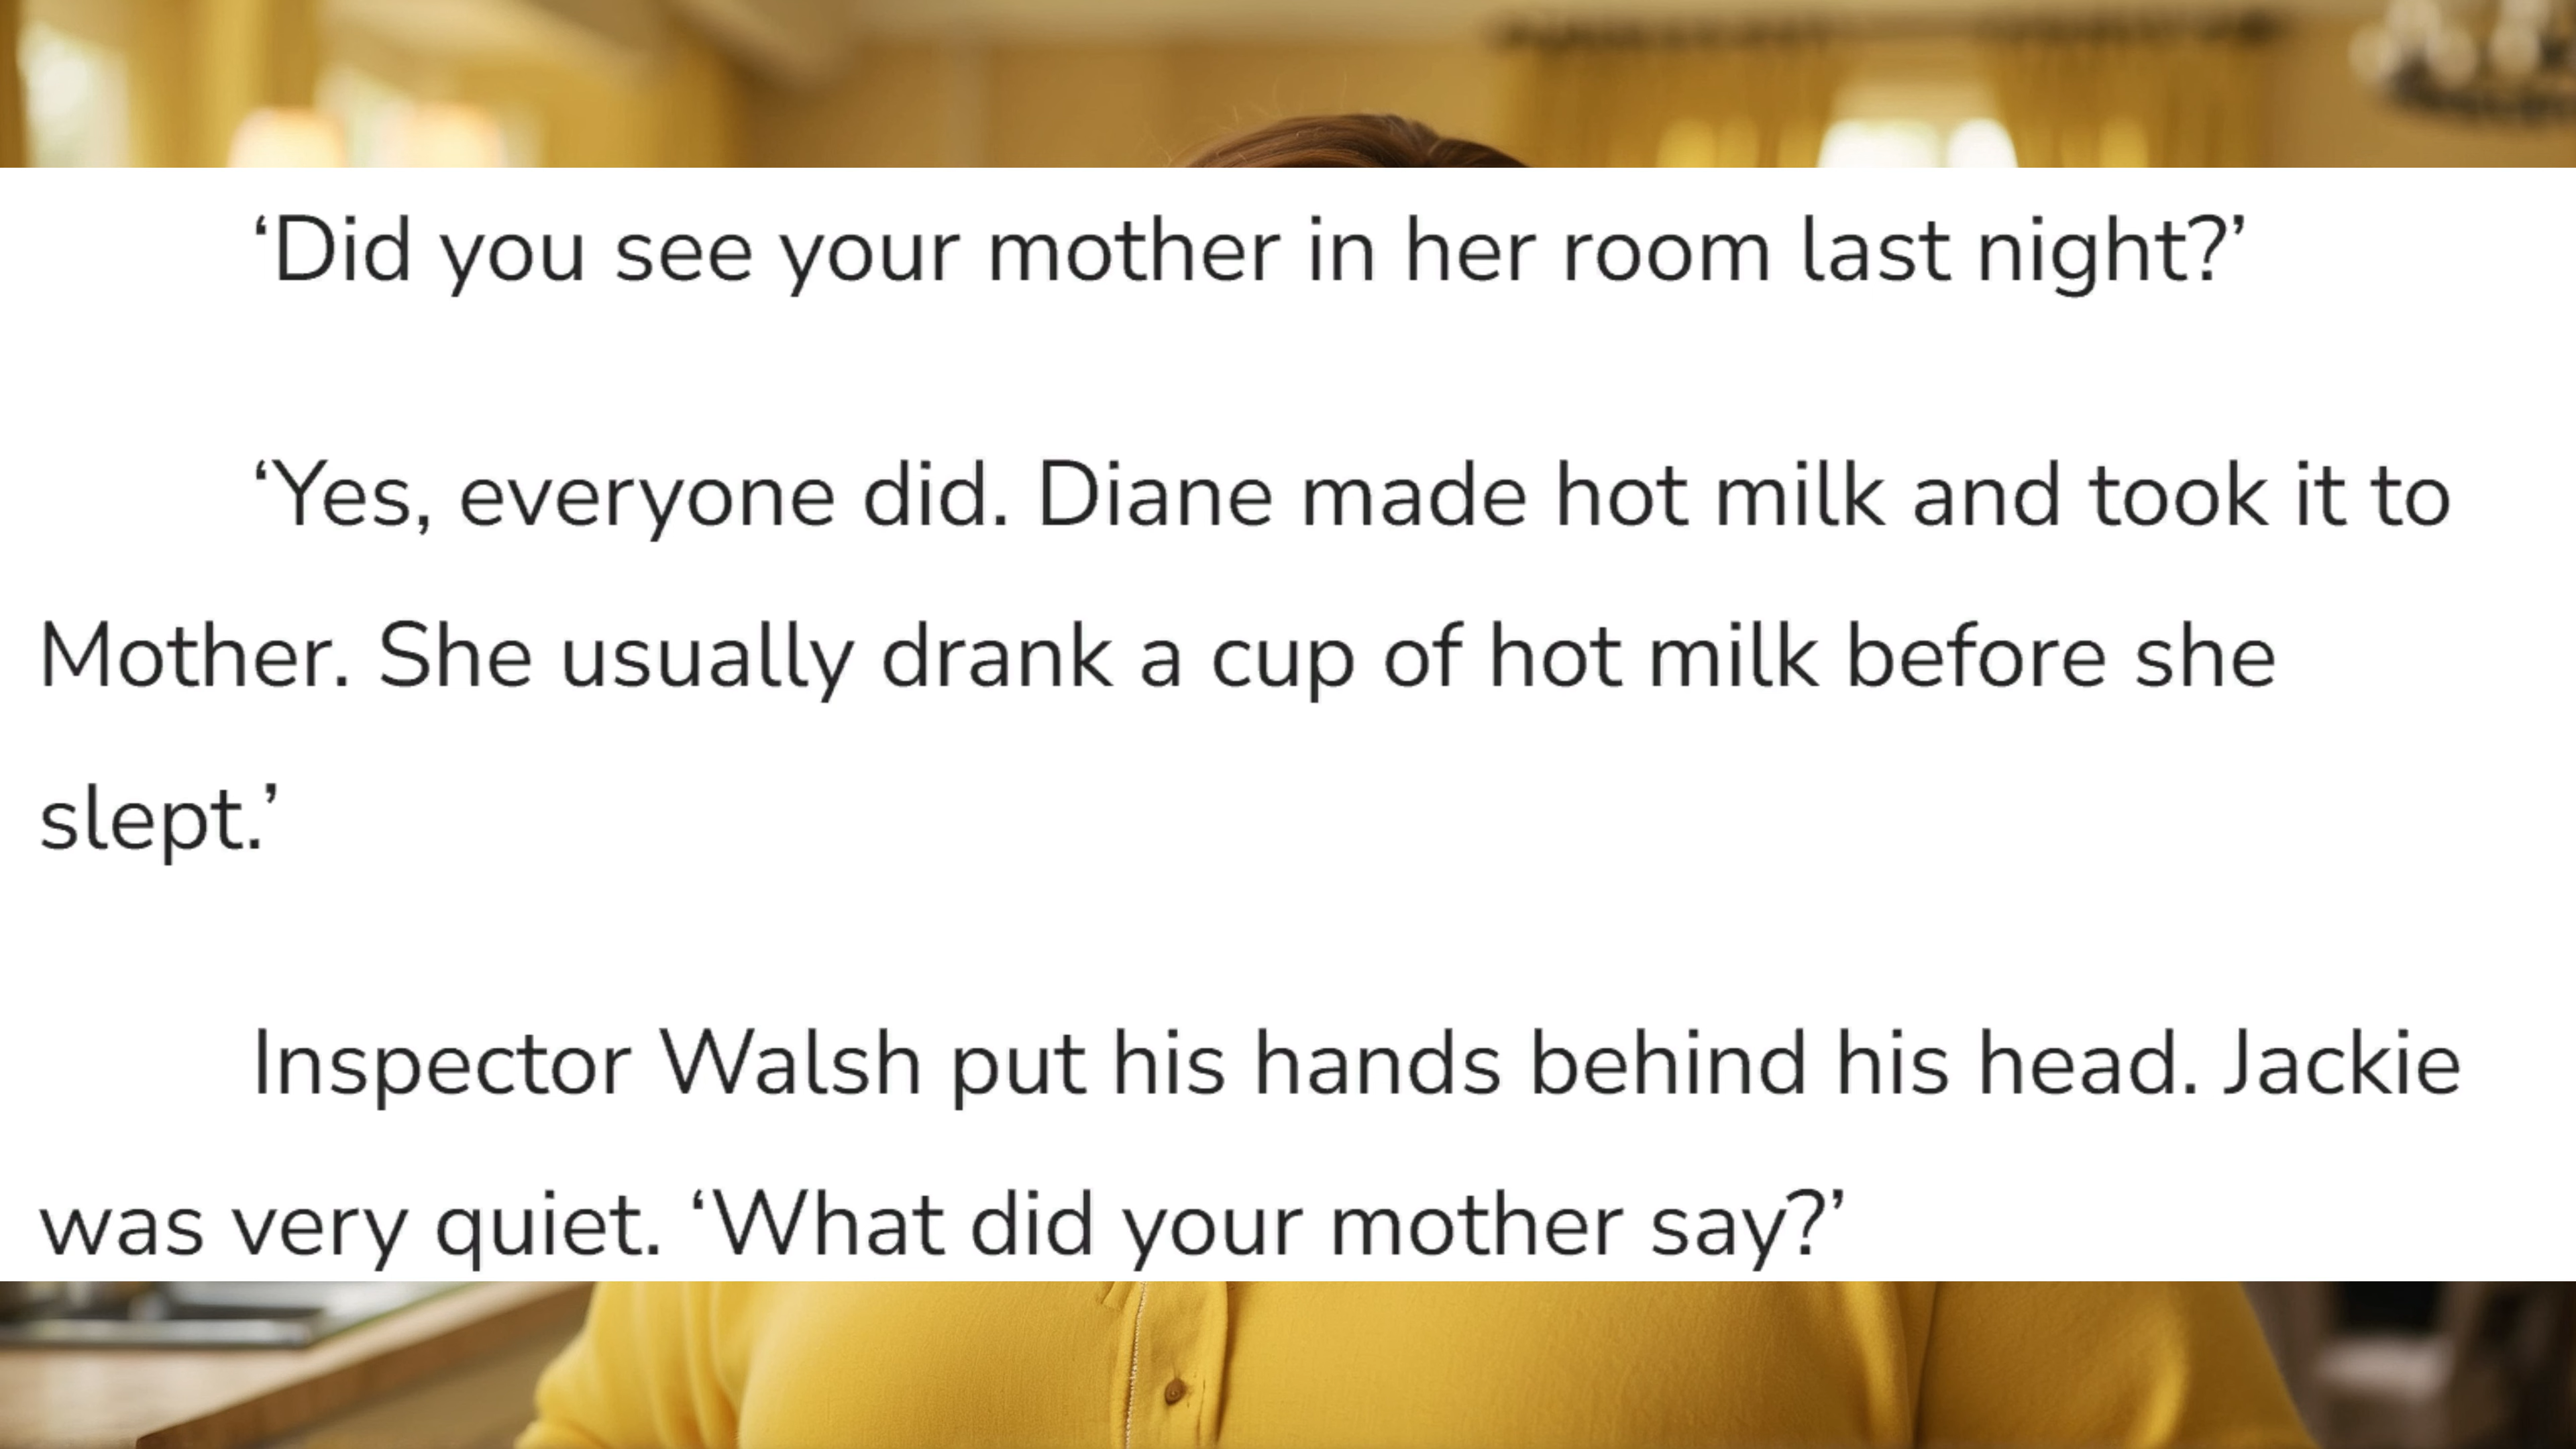 ‘Did you see your mother in her room last night?’
‘Yes, everyone did. Diane made hot milk and took it to
Mother. She usually drank a cup of hot milk before she
slept.’
Inspector Walsh put his hands behind his head. Jackie
was very quiet. ‘What did your mother say?’